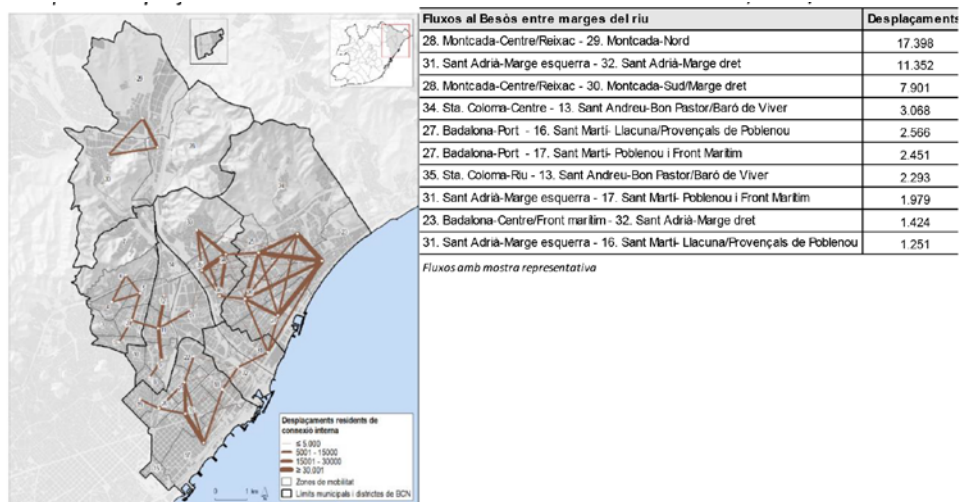 Fluxos al Besòs entre marges del riu Desplaçaments
28. Montcada-Centre/Reixac - 29. Montcada-Nord 17.398
31. Sant Adrià-Marge esquerra - 32. Sant Adrià-Marge dret 11.352
28. Montcada-Centre/Reixac - 30. Montcada-Sud/Marge dret 7.901
34. Sta. Coloma-Centre - 13. Sant Andreu-Bon Pastor/Baró de Viver 3.068
27. Badalona-Port - 16. Sant Martí- Llacuna/Provençals de Poblenou 2.566
27. Badalona-Port - 17. Sant Martí- Poblenou i Front Marítim 2.451
35. Sta. Coloma-Riu - 13. Sant Andreu-Bon Pastor/Baró de Viver 2.293
31. Sant Adrià-Marge esquerra - 17. Sant Martí- Poblenou i Front Marítim 1.979
23. Badalona-Centre/Front marítim - 32. Sant Adrià-Marge dret 1.424
31. Sant Adrià-Marge esquerra - 16. Sant Martí- Llacuna/Provençals de Poblenou 1.251
Fluxos amb mostra representativa
Desplaçaments residents de
connexió interna
≤ 5.000
5001 - 15000
15001 - 30000
≥ 30.001
Zones de mobilitat
Límits municipals i districtes de BCN
0 1 km